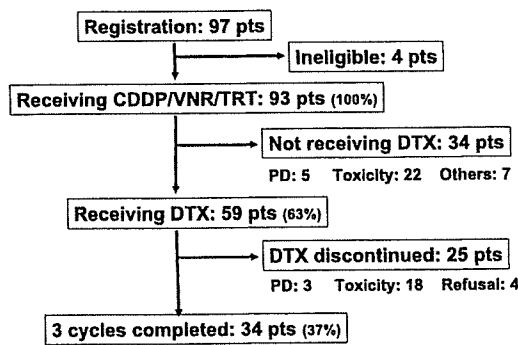 Registration: 97 pts
Ineligible: 4 pts
Receiving CDDP/VNR/TRT: 93 pts (100%)
Not receiving DTX: 34 pts
PD: 5 Toxicity: 22 Others: 7
Receiving DTX: 59 pts (63%)
DTX discontinued: 25 pts
PD: 3 Toxicity: 18 Refusal: 4
3 cycles completed: 34 pts (37%)